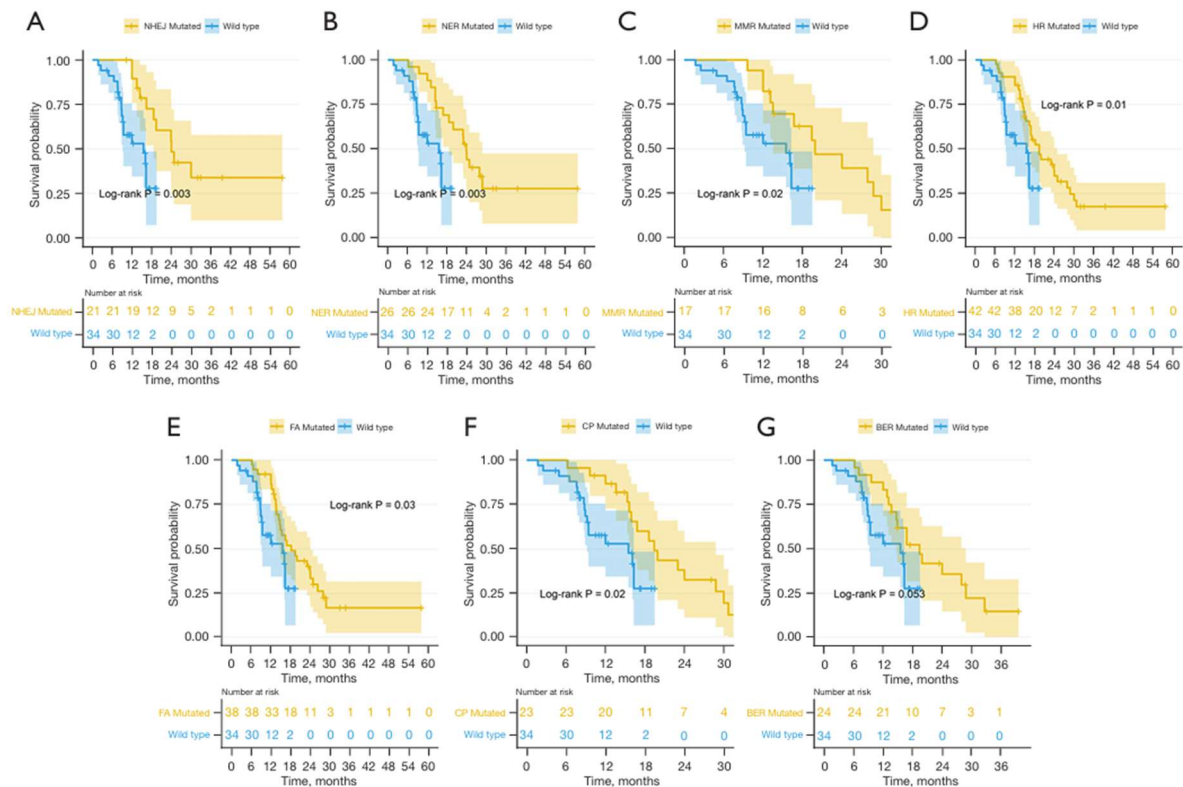 A
NHEJ Mutated Wild type
Survival probability
1.00
0.75
0.50
0.25
0.00
Log-rank P = 0.003
0 6 12 18 24 30 36 42 48 54 60
Time, months
Number at risk
NHEJ Mutated 21 21 19 12 9 5 2 1 1 1 0
Wild type 34 30 12 2 0 0 0 0 0 0 0
0 6 12 18 24 30 36 42 48 54 60
Time, months
B
NER Mutated Wild type
Survival probability
1.00
0.75
0.50
0.25
0.00
Log-rank P = 0.003
0 6 12 18 24 30 36 42 48 54 60
Time, months
Number at risk
NER Mutated 26 26 24 17 11 4 2 1 1 1 0
Wild type 34 30 12 2 0 0 0 0 0 0 0
0 6 12 18 24 30 36 42 48 54 60
Time, months
C
MMR Mutated Wild type
Survival probability
1.00
0.75
0.50
0.25
0.00
Log-rank P = 0.02
0 6 12 18 24 30
Time, months
Number at risk
MMR Mutated 17 17 16 8 6 3
Wild type 34 30 12 2 0 0
0 6 12 18 24 30
Time, months
D
HR Mutated Wild type
Survival probability
1.00
0.75
0.50
0.25
0.00
Log-rank P = 0.01
0 6 12 18 24 30 36 42 48 54 60
Time, months
Number at risk
HR Mutated 42 42 38 20 12 7 2 1 1 1 0
Wild type 34 30 12 2 0 0 0 0 0 0 0
0 6 12 18 24 30 36 42 48 54 60
Time, months
E
FA Mutated Wild type
Survival probability
1.00
0.75
0.50
0.25
0.00
Log-rank P = 0.03
0 6 12 18 24 30 36 42 48 54 60
Time, months
Number at risk
FA Mutated 38 38 33 18 11 3 1 1 1 1 0
Wild type 34 30 12 2 0 0 0 0 0 0 0
0 6 12 18 24 30 36 42 48 54 60
Time, months
F
CP Mutated Wild type
Survival probability
1.00
0.75
0.50
0.25
0.00
Log-rank P = 0.02
0 6 12 18 24 30
Time, months
Number at risk
CP Mutated 23 23 20 11 7 4
Wild type 34 30 12 2 0 0
0 6 12 18 24 30
Time, months
G
BER Mutated Wild type
Survival probability
1.00
0.75
0.50
0.25
0.00
Log-rank P = 0.053
0 6 12 18 24 30 36
Time, months
Number at risk
BER Mutated 24 24 21 10 7 3 1
Wild type 34 30 12 2 0 0 0
0 6 12 18 24 30 36
Time, months